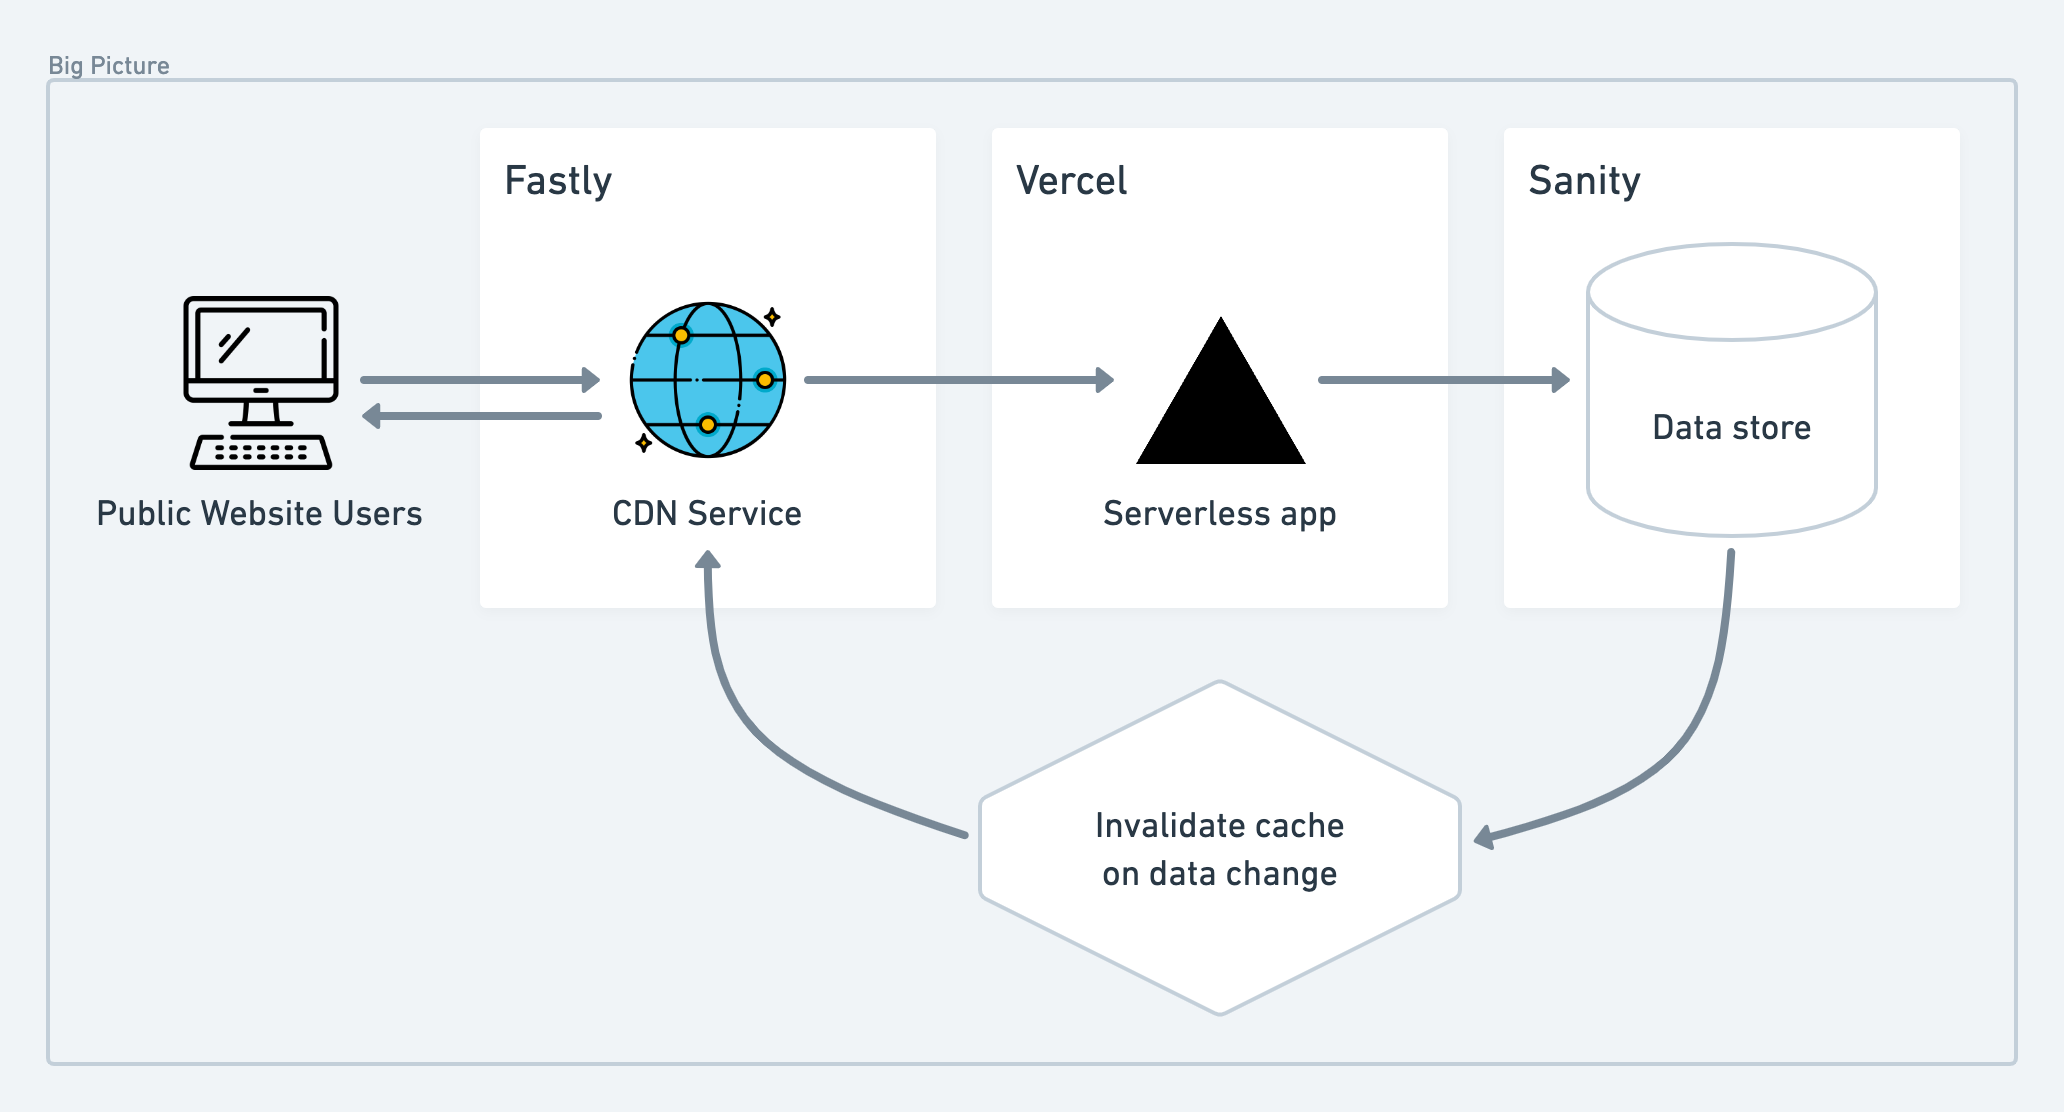 Big Picture
Fastly
Vercel
Sanity
Data store
Public Website Users
CDN Service
Serverless app
Invalidate cache
on data change